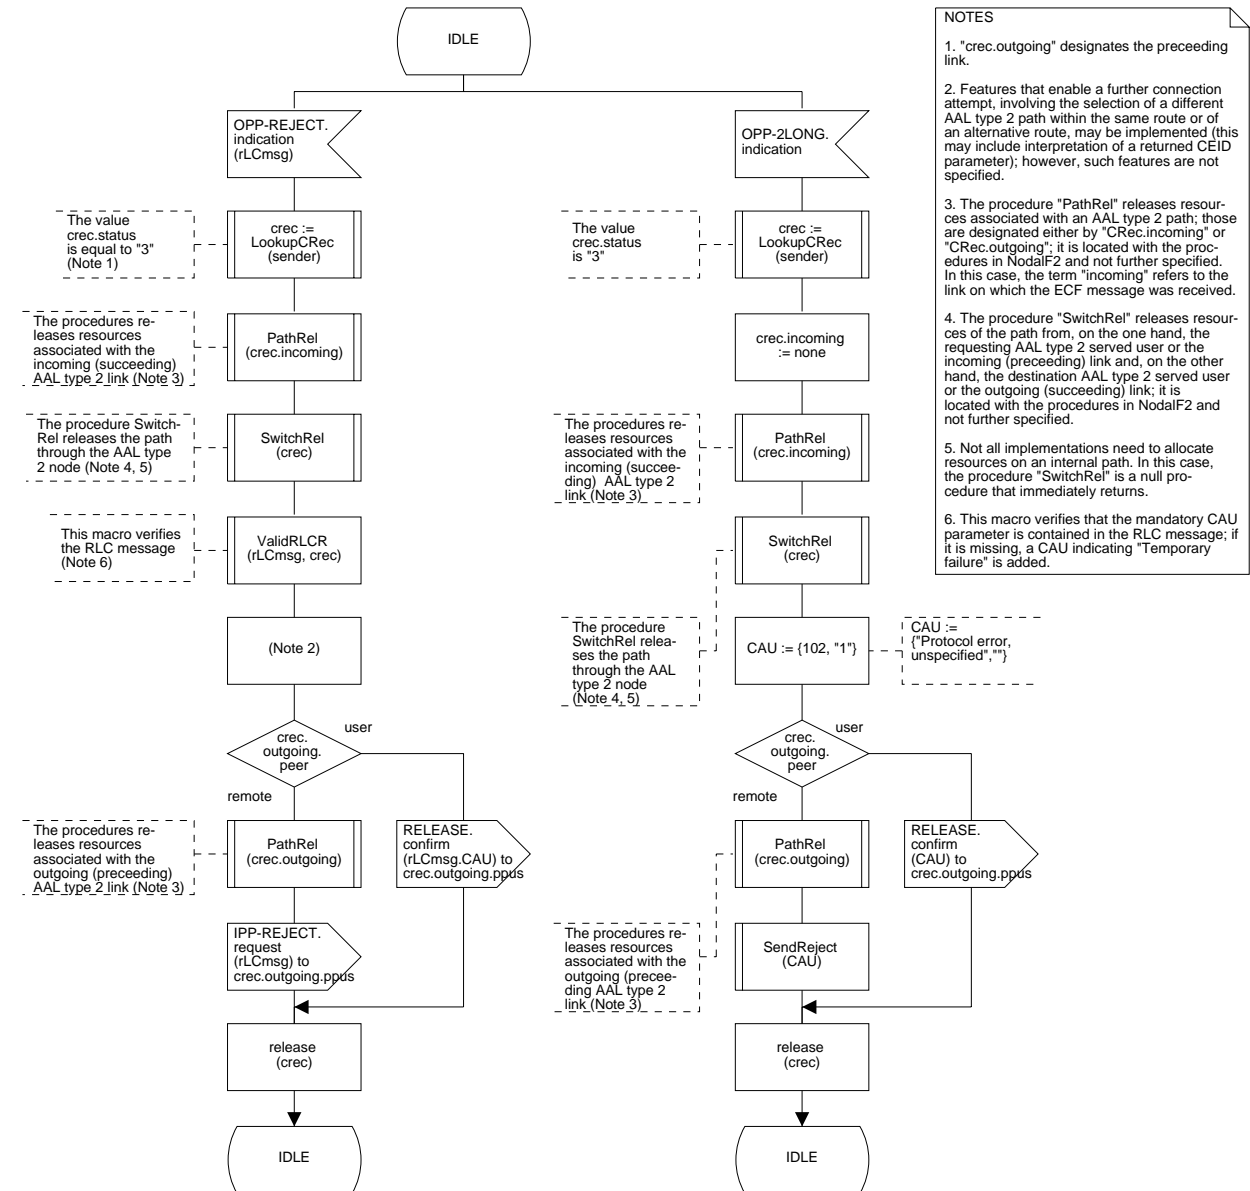 IDLE
OPP-REJECT.
indication
(rLCmsg)
The value
crec.status
is equal to "3"
(Note 1)
crec :=
LookupCRec
(sender)
The procedures re-
leases resources
associated with the
incoming (succeeding)
AAL type 2 link (Note 3)
PathRel
(crec.incoming)
The procedure Switch-
Rel releases the path
through the AAL type
2 node (Note 4, 5)
SwitchRel
(crec)
This macro verifies
the RLC message
(Note 6)
ValidRLCR
(rLCmsg, crec)
(Note 2)
crec.
outgoing.
peer
user
remote
The procedures re-
leases resources
associated with the
outgoing (preceeding)
AAL type 2 link (Note 3)
PathRel
(crec.outgoing)
RELEASE.
confirm
(rLCmsg.CAU) to
crec.outgoing.ppus
IPP-REJECT.
request
(rLCmsg) to
crec.outgoing.ppus
release
(crec)
IDLE
OPP-2LONG.
indication
The value
crec.status
is "3"
crec :=
LookupCRec
(sender)
crec.incoming
:= none
The procedures re-
leases resources
associated with the
incoming (succee-
ding) AAL type 2
link (Note 3)
PathRel
(crec.incoming)
SwitchRel
(crec)
The procedure
SwitchRel relea-
ses the path
through the AAL
type 2 node
(Note 4, 5)
CAU := {102, "1"}
CAU :=
{"Protocol error,
unspecified",""}
crec.
outgoing.
peer
user
remote
PathRel
(crec.outgoing)
RELEASE.
confirm
(CAU) to
crec.outgoing.ppus
The procedures re-
leases resources
associated with the
outgoing (precee-
ding AAL type 2
link (Note 3)
SendReject
(CAU)
release
(crec)
IDLE
NOTES
1. "crec.outgoing" designates the preceeding
link.
2. Features that enable a further connection
attempt, involving the selection of a different
AAL type 2 path within the same route or of
an alternative route, may be implemented (this
may include interpretation of a returned CEID
parameter); however, such features are not
specified.
3. The procedure "PathRel" releases resour-
ces associated with an AAL type 2 path; those
are designated either by "CRec.incoming" or
"CRec.outgoing"; it is located with the proc-
edures in NodalF2 and not further specified.
In this case, the term "incoming" refers to the
link on which the ECF message was received.
4. The procedure "SwitchRel" releases resour-
ces of the path from, on the one hand, the
requesting AAL type 2 served user or the
incoming (preceeding) link and, on the other
hand, the destination AAL type 2 served user
or the outgoing (succeeding) link; it is
located with the procedures in NodalF2 and
not further specified.
5. Not all implementations need to allocate
resources on an internal path. In this case,
the procedure "SwitchRel" is a null pro-
cedure that immediately returns.
6. This macro verifies that the mandatory CAU
parameter is contained in the RLC message; if
it is missing, a CAU indicating "Temporary
failure" is added.